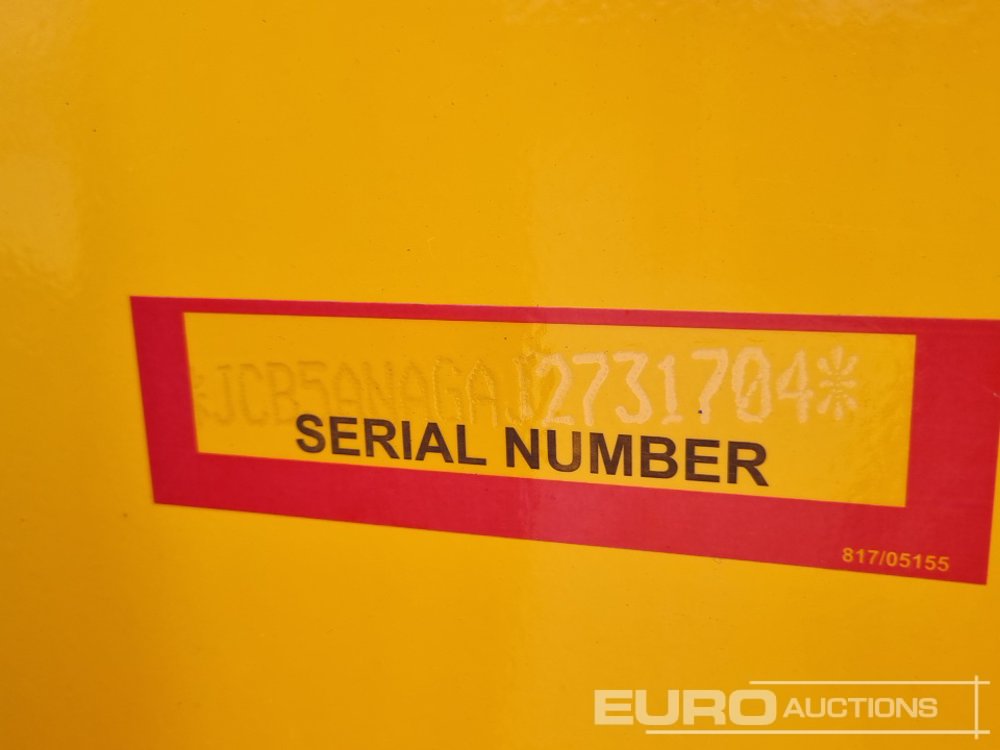 *JCB5ANAGAJ2731704*
SERIAL NUMBER
817/05155
EURO AUCTIONS